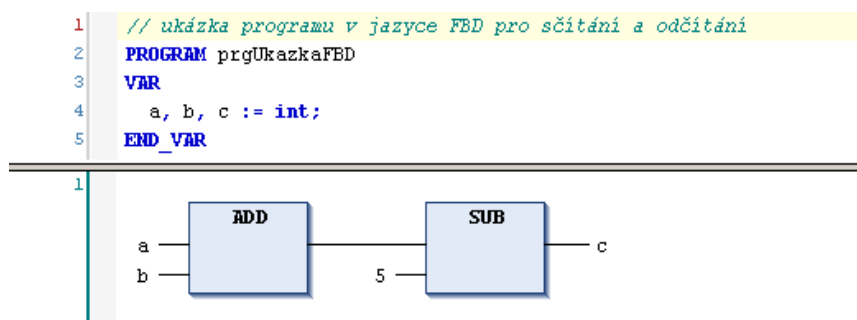 1 // ukázka programu v jazyce FBD pro sčítání a odčítání
2 PROGRAM prgUkazkaFBD
3 VAR
4 a, b, c := int;
5 END_VAR
1
ADD SUB
a c
b 5